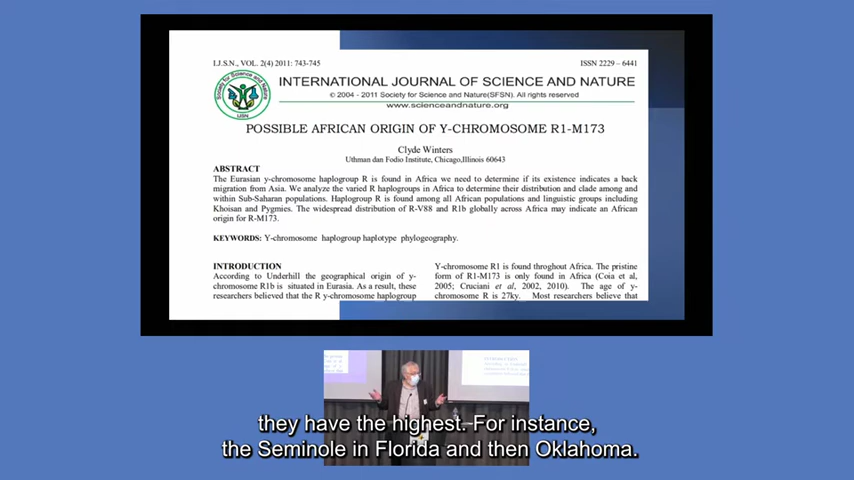 I.J.S.N., VOL. 2(4) 2011: 743-745
ISSN 2229 – 6441
INTERNATIONAL JOURNAL OF SCIENCE AND NATURE
© 2004 - 2011 Society for Science and Nature(SFSN). All rights reserved
www.scienceandnature.org
Society for Science and Nature
IJSN
POSSIBLE AFRICAN ORIGIN OF Y-CHROMOSOME R1-M173
Clyde Winters
Uthman dan Fodio Institute, Chicago,Illinois 60643
ABSTRACT
The Eurasian y-chromosome haplogroup R is found in Africa we need to determine if its existence indicates a back
migration from Asia. We analyze the varied R haplogroups in Africa to determine their distribution and clade among and
within Sub-Saharan populations. Haplogroup R is found among all African populations and linguistic groups including
Khoisan and Pygmies. The widespread distribution of R-V88 and R1b globally across Africa may indicate an African
origin for R-M173.
KEYWORDS: Y-chromosome haplogroup haplotype phylogeography.
INTRODUCTION
According to Underhill the geographical origin of y-
chromosome R1b is situated in Eurasia. As a result, these
researchers believed that the R y-chromosome haplogroup
Y-chromosome R1 is found throghout Africa. The pristine
form of R1-M173 is only found in Africa (Coia et al,
2005; Cruciani et al, 2002, 2010). The age of y-
chromosome R is 27ky. Most researchers believe that
they have the highest. For instance,
the Seminole in Florida and then Oklahoma.